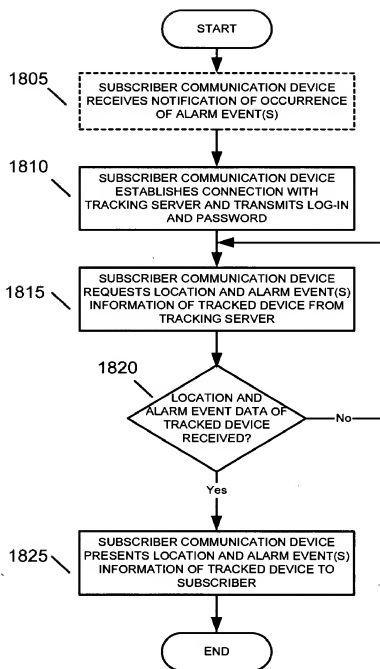 START
1805
SUBSCRIBER COMMUNICATION DEVICE
RECEIVES NOTIFICATION OF OCCURRENCE
OF ALARM EVENT(S)
1810
SUBSCRIBER COMMUNICATION DEVICE
ESTABLISHES CONNECTION WITH
TRACKING SERVER AND TRANSMITS LOG-IN
AND PASSWORD
1815
SUBSCRIBER COMMUNICATION DEVICE
REQUESTS LOCATION AND ALARM EVENT(S)
INFORMATION OF TRACKED DEVICE FROM
TRACKING SERVER
1820
LOCATION AND
ALARM EVENT DATA OF
TRACKED DEVICE
RECEIVED?
No
Yes
1825
SUBSCRIBER COMMUNICATION DEVICE
PRESENTS LOCATION AND ALARM EVENT(S)
INFORMATION OF TRACKED DEVICE TO
SUBSCRIBER
END